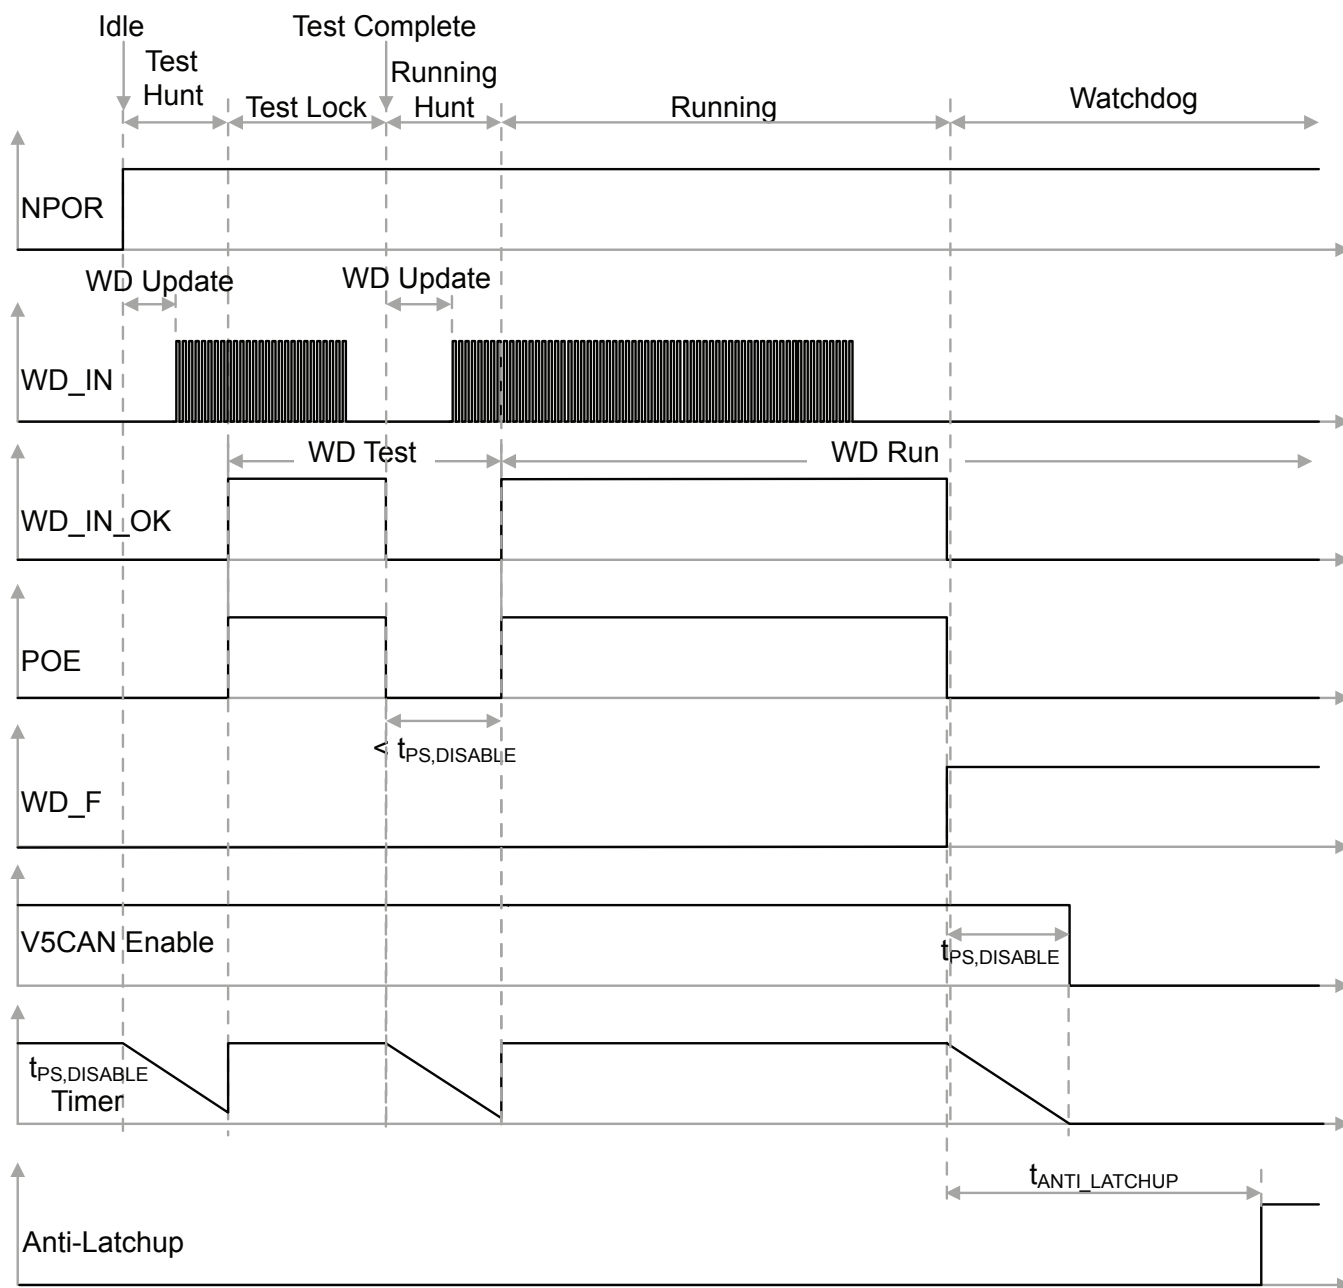 Idle
Test Complete
Test
Hunt
Test Lock
Running
Hunt
Running
Watchdog
NPOR
WD Update
WD Update
WD_IN
WD Test
WD Run
WD_IN_OK
POE
< tPS,DISABLE
WD_F
V5CAN Enable
tPS,DISABLE
tPS,DISABLE
Timer
tANTI_LATCHUP
Anti-Latchup